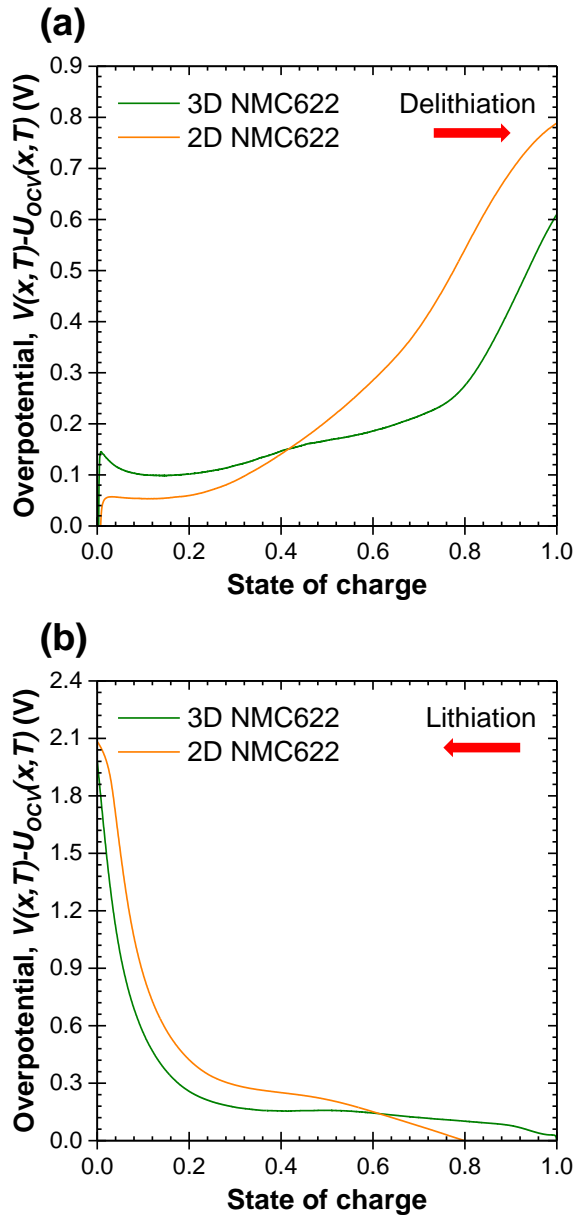 (a)
0.9
0.8
0.7
0.6
0.5
0.4
0.3
0.2
0.1
0.0
Overpotential, V(x,T)-U_OCV(x,T) (V)
3D NMC622
2D NMC622
Delithiation
0.0 0.2 0.4 0.6 0.8 1.0
State of charge
(b)
2.4
2.1
1.8
1.5
1.2
0.9
0.6
0.3
0.0
Overpotential, V(x,T)-U_OCV(x,T) (V)
3D NMC622
2D NMC622
Lithiation
0.0 0.2 0.4 0.6 0.8 1.0
State of charge